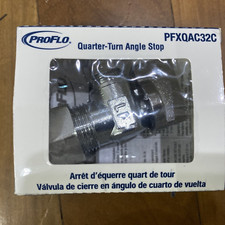 PROFLO
PFXQAC32C
Quarter-Turn Angle Stop
Arrêt d'équerre quart de tour
Válvula de cierre en ángulo de cuarto de vuelta